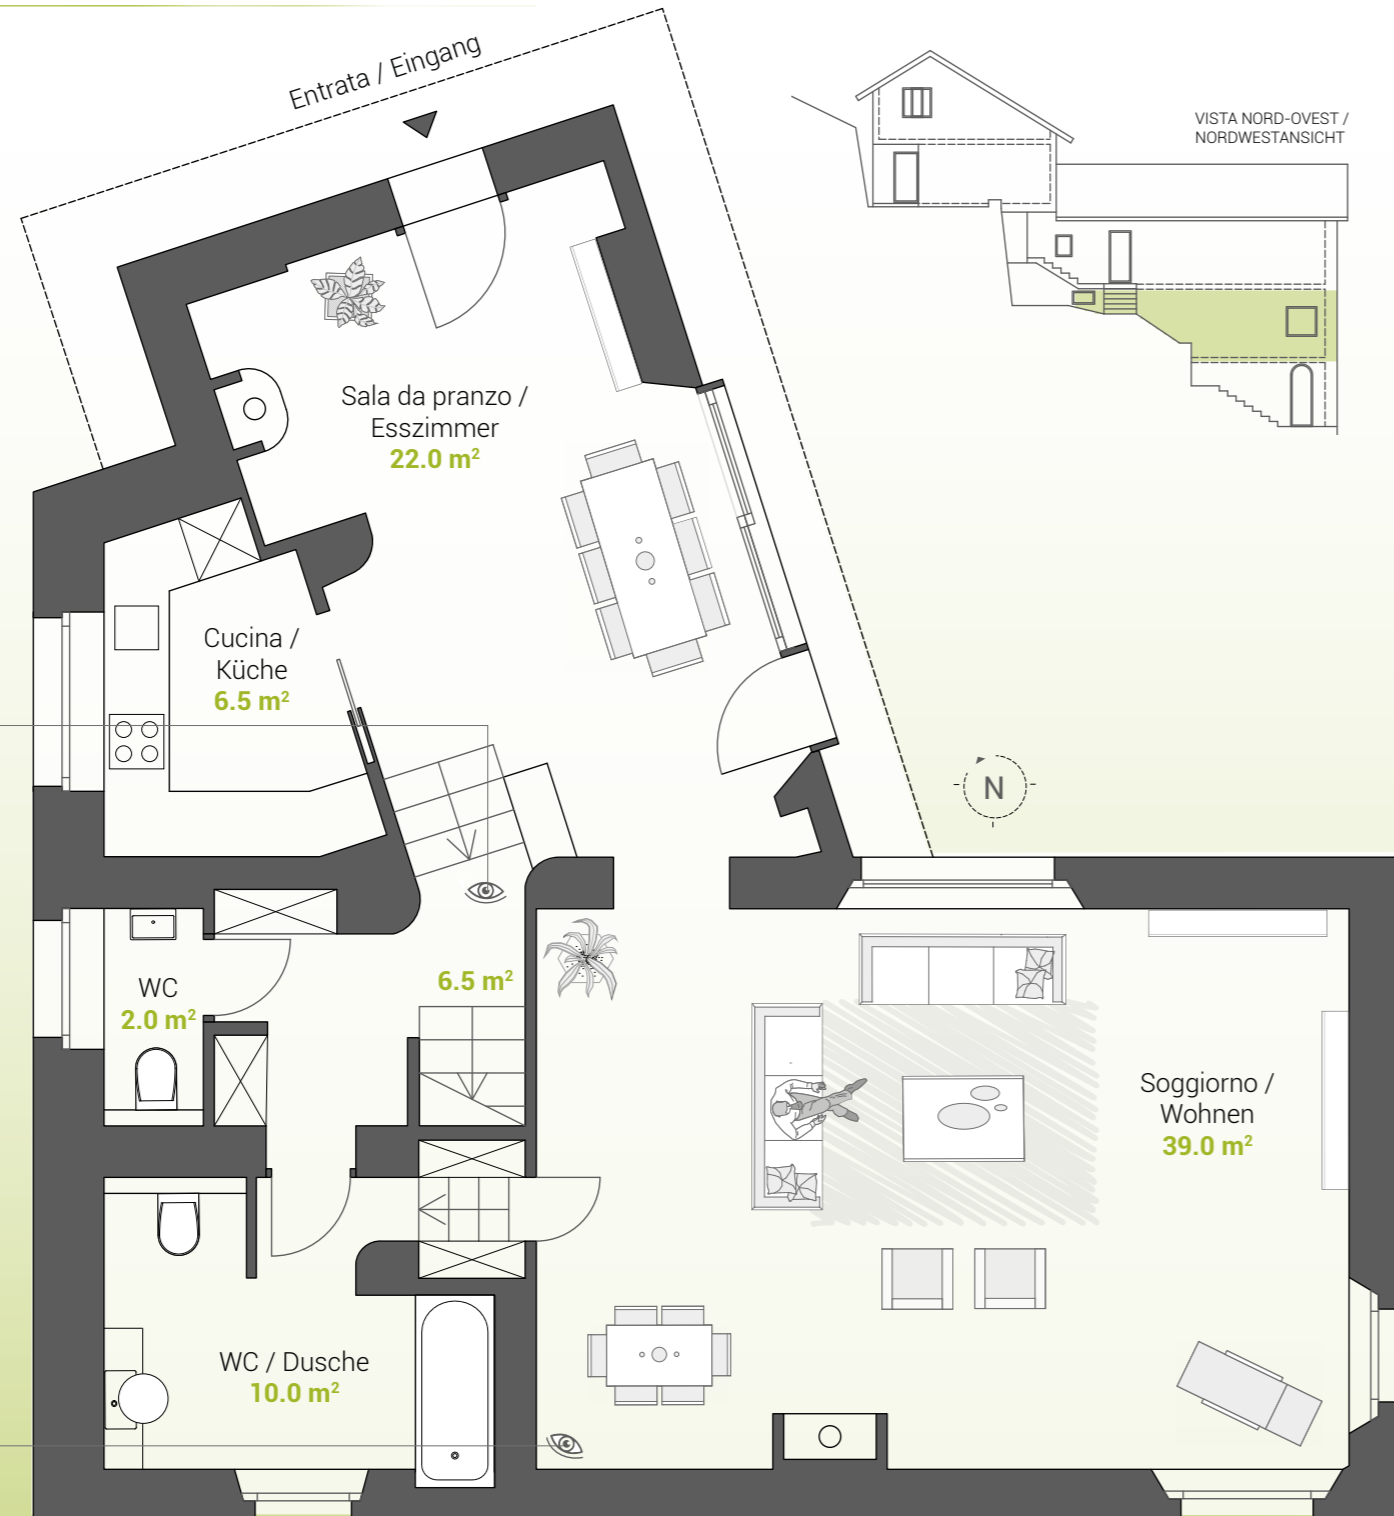 Entrata / Eingang
VISTA NORD-OVEST /
NORDWESTANSICHT
Sala da pranzo /
Esszimmer
22.0 m²
Cucina /
Küche
6.5 m²
N
WC
2.0 m²
6.5 m²
Soggiorno /
Wohnen
39.0 m²
WC / Dusche
10.0 m²